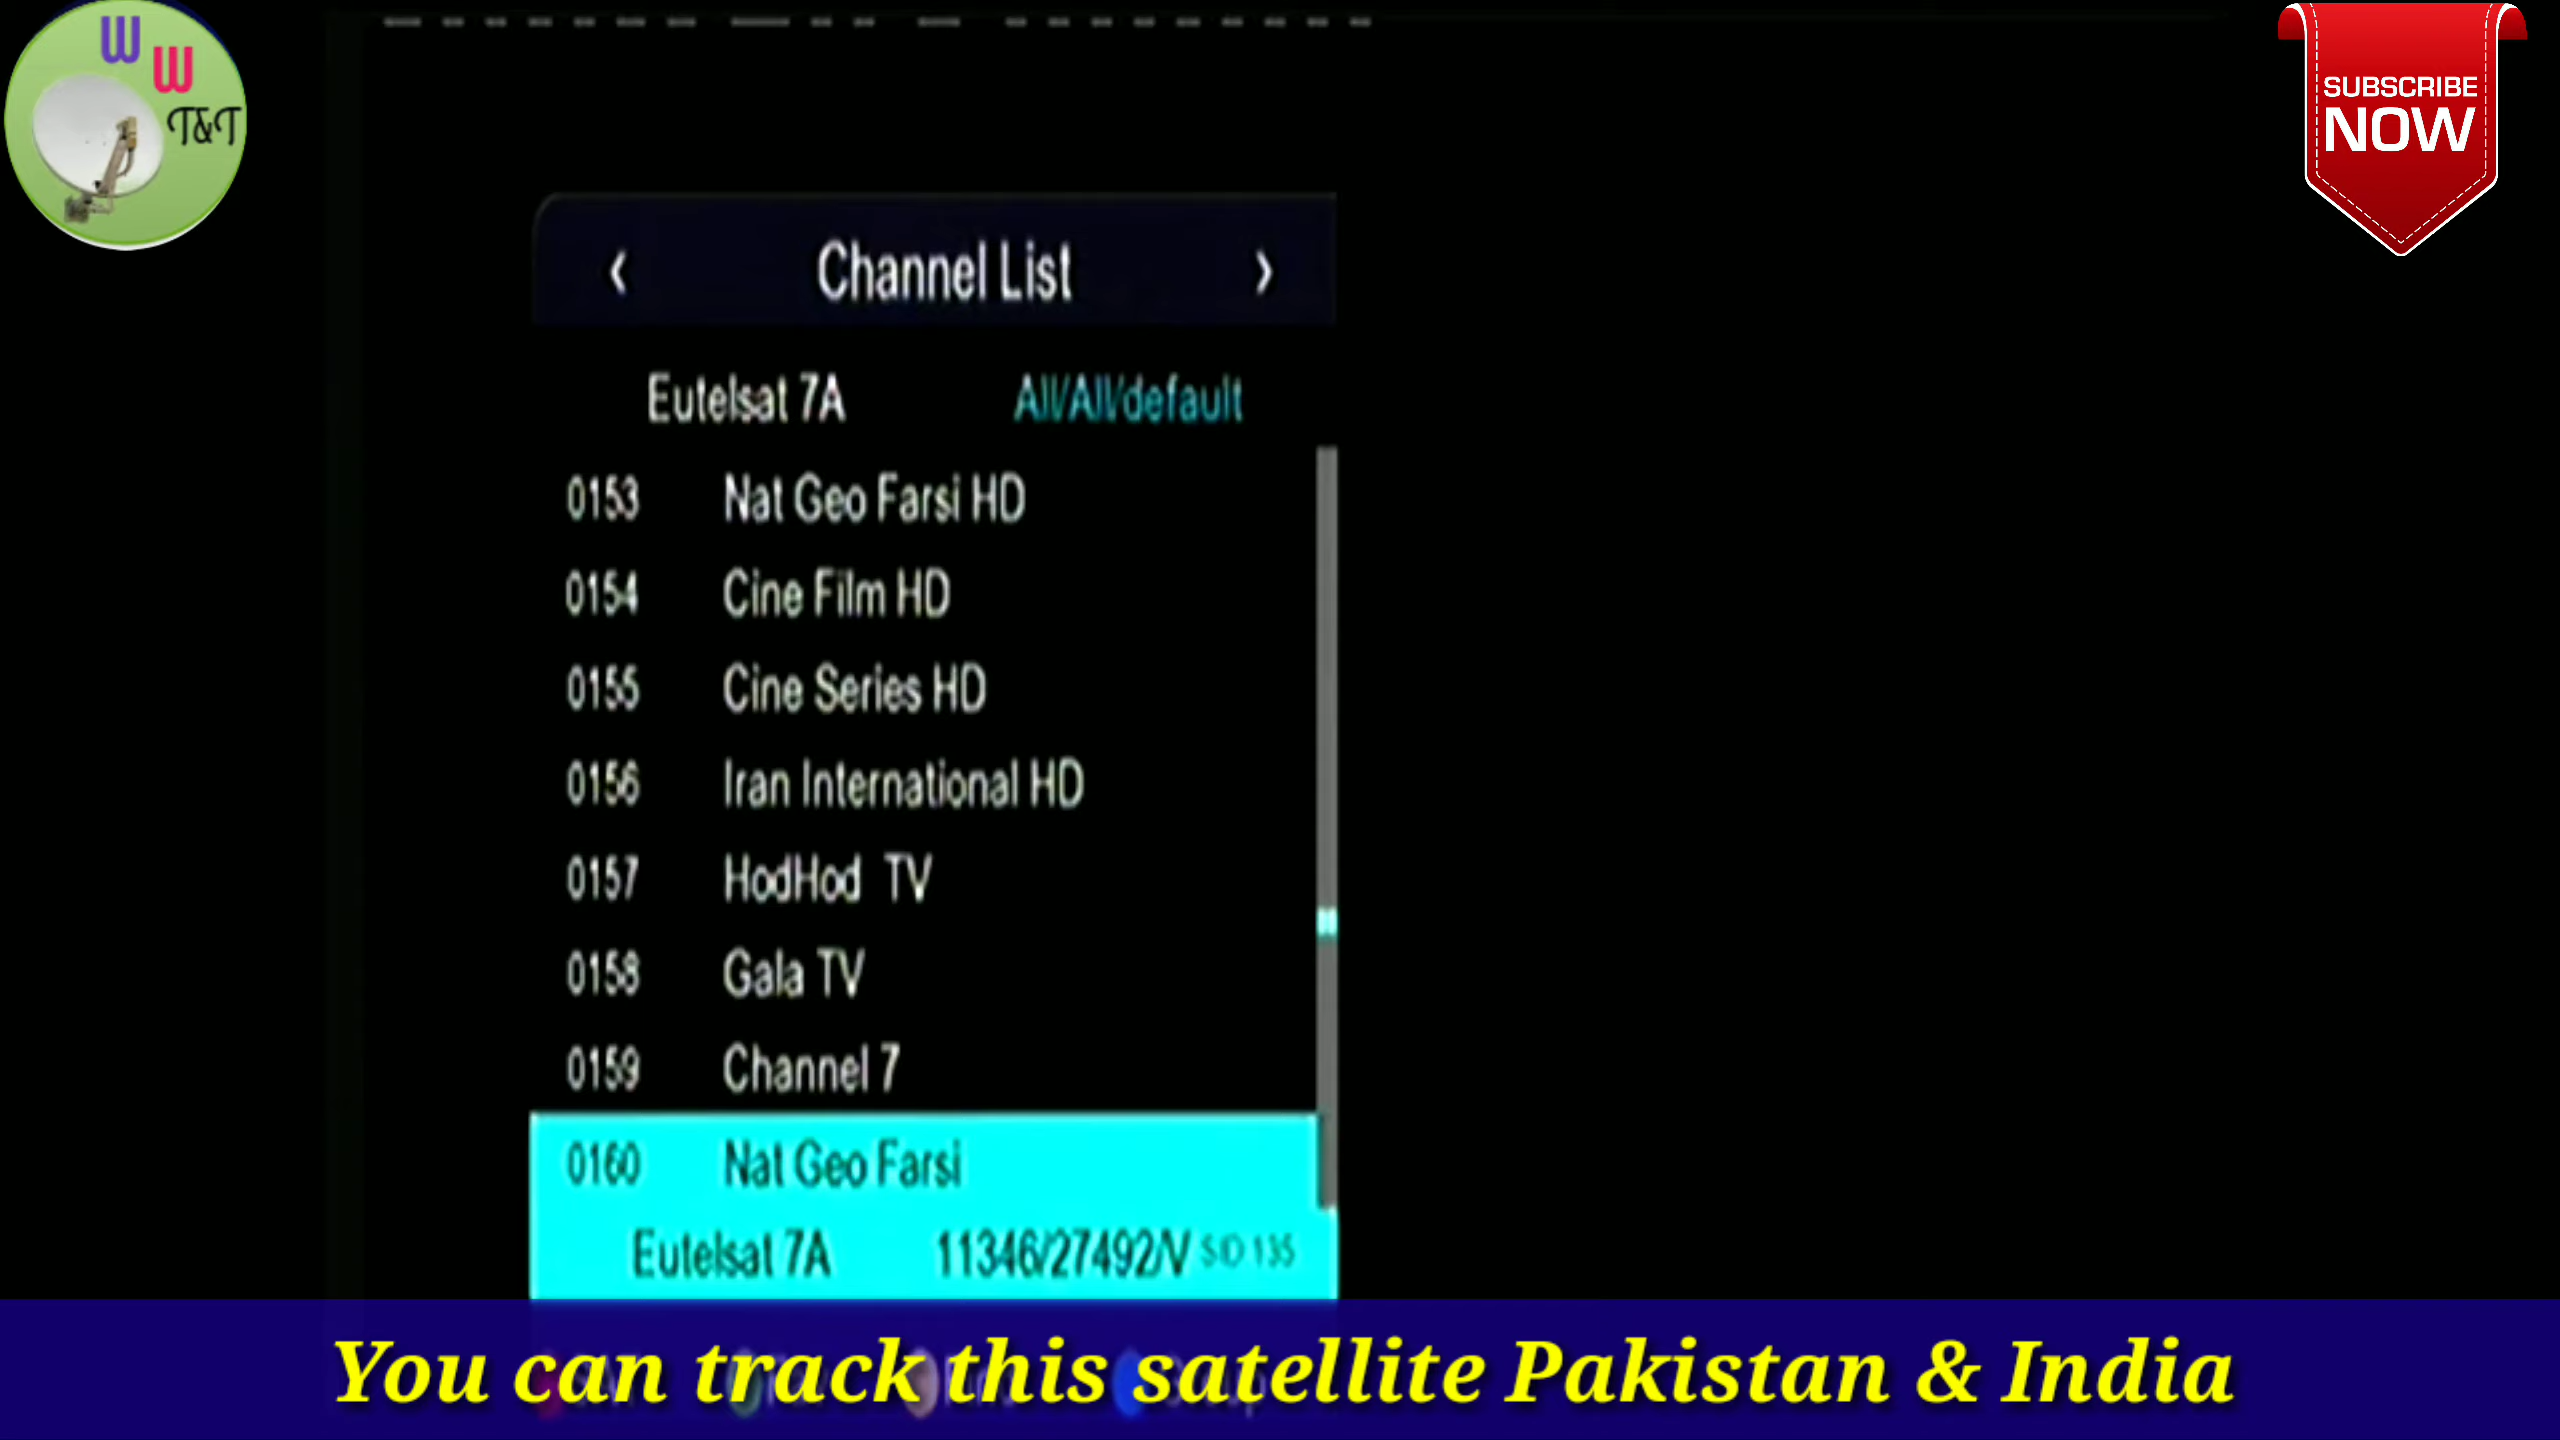 W
W
T&T
SUBSCRIBE
NOW
‹ Channel List ›
Eutelsat 7A All/All/default
0153 Nat Geo Farsi HD
0154 Cine Film HD
0155 Cine Series HD
0156 Iran International HD
0157 HodHod TV
0158 Gala TV
0159 Channel 7
0160 Nat Geo Farsi
Eutelsat 7A 11346/27492/V SID 135
You can track this satellite Pakistan & India